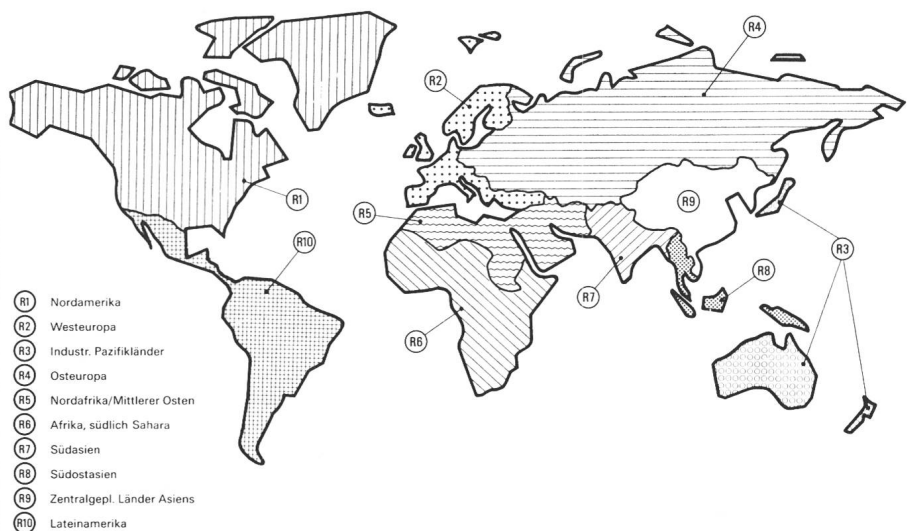 R4
R2
R1
R5
R9
R10
R3
R8
R7
R6
R1 Nordamerika
R2 Westeuropa
R3 Industr. Pazifikländer
R4 Osteuropa
R5 Nordafrika/Mittlerer Osten
R6 Afrika, südlich Sahara
R7 Südasien
R8 Südostasien
R9 Zentralgepl. Länder Asiens
R10 Lateinamerika